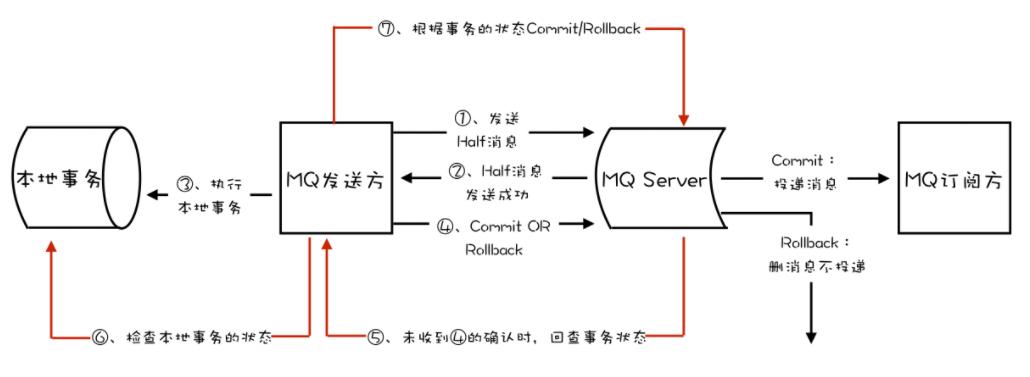 ⑦、根据事务的状态Commit/Rollback
①、发送
Half消息
本地事务
③、执行
本地事务
MQ发送方
②、Half消息
发送成功
MQ Server
Commit：
投递消息
MQ订阅方
④、Commit OR
Rollback
Rollback：
删消息不投递
⑥、检查本地事务的状态
⑤、未收到④的确认时，回查事务状态